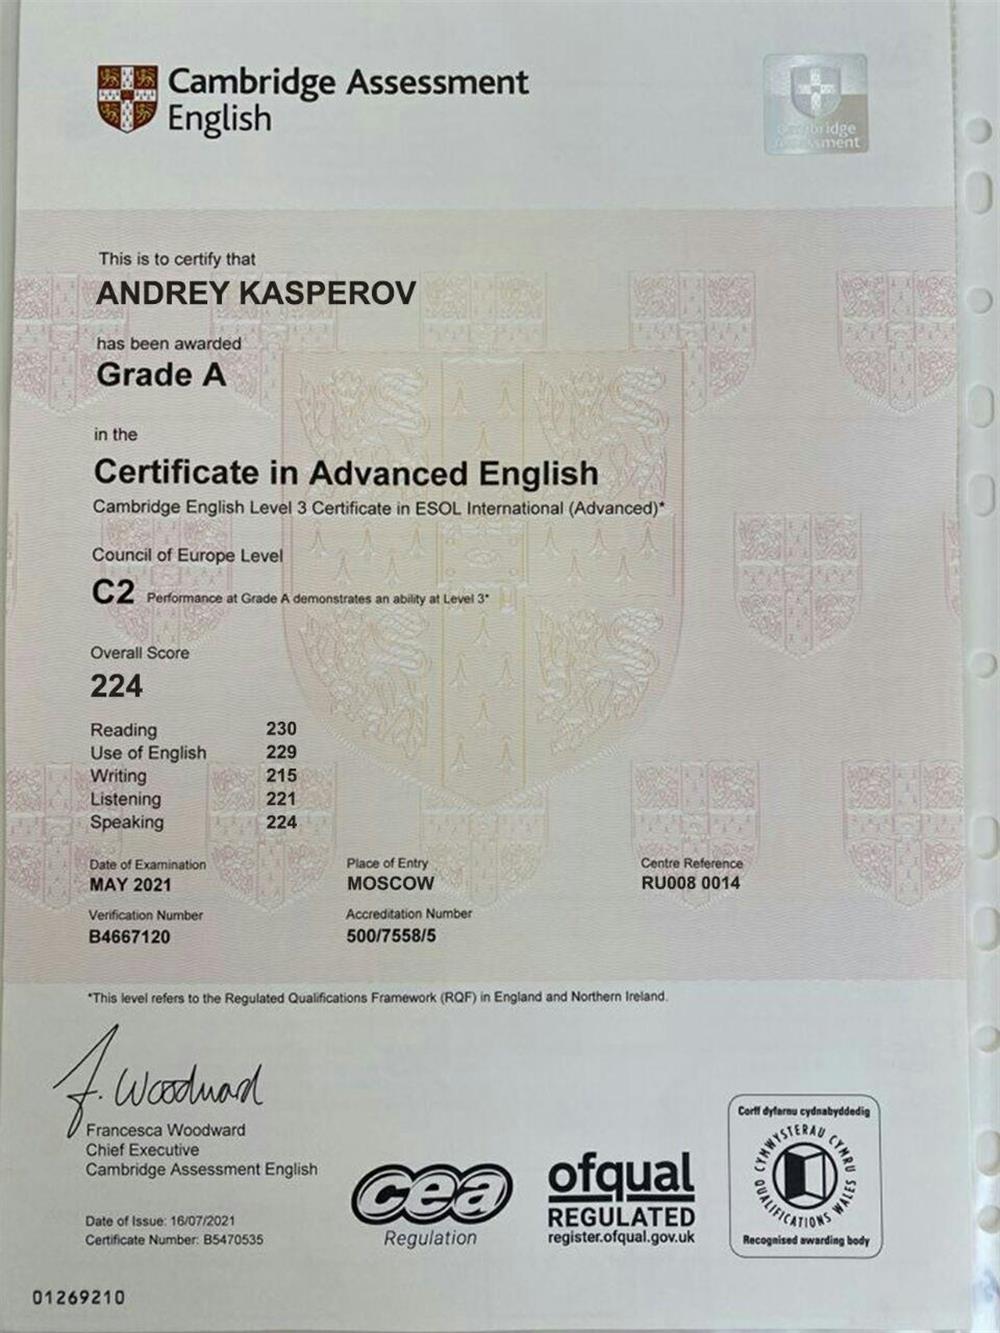 Cambridge Assessment
English
Cambridge
Assessment
This is to certify that
ANDREY KASPEROV
has been awarded
Grade A
in the
Certificate in Advanced English
Cambridge English Level 3 Certificate in ESOL International (Advanced)*
Council of Europe Level
C2 Performance at Grade A demonstrates an ability at Level 3*
Overall Score
224
Reading 230
Use of English 229
Writing 215
Listening 221
Speaking 224
Date of Examination Place of Entry Centre Reference
MAY 2021 MOSCOW RU008 0014
Verification Number Accreditation Number
B4667120 500/7558/5
*This level refers to the Regulated Qualifications Framework (RQF) in England and Northern Ireland.
F. Woodward
Francesca Woodward
Chief Executive
Cambridge Assessment English
Date of Issue: 16/07/2021
Certificate Number: B5470535
cea
Regulation
ofqual
REGULATED
register.ofqual.gov.uk
Corff dyfarnu cydnabyddedig
CYMWYSTERAU CYMRU
QUALIFICATIONS WALES
Recognised awarding body
01269210